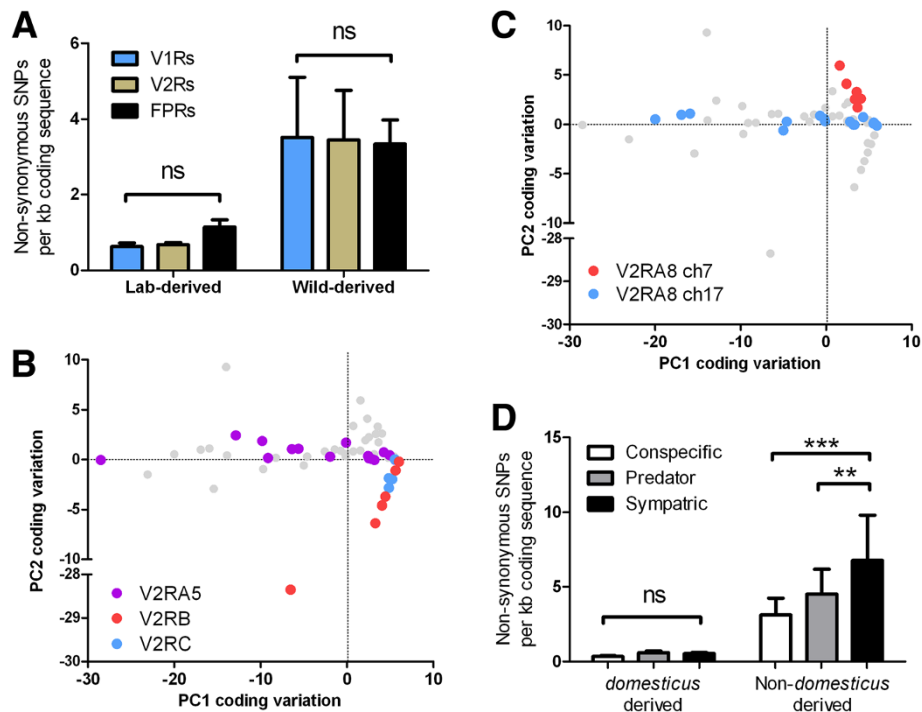 A
Non-synonymous SNPs
per kb coding sequence
6
4
2
0
V1Rs
V2Rs
FPRs
ns
ns
Lab-derived
Wild-derived
B
PC2 coding variation
10
5
0
-5
-28
-29
-30
V2RA5
V2RB
V2RC
-30
-20
-10
0
10
PC1 coding variation
C
PC2 coding variation
10
5
0
-5
-10
-28
-29
-30
V2RA8 ch7
V2RA8 ch17
-30
-20
-10
0
10
PC1 coding variation
D
Non-synonymous SNPs
per kb coding sequence
15
10
5
0
Conspecific
Predator
Sympatric
ns
***
**
domesticus
derived
Non-domesticus
derived